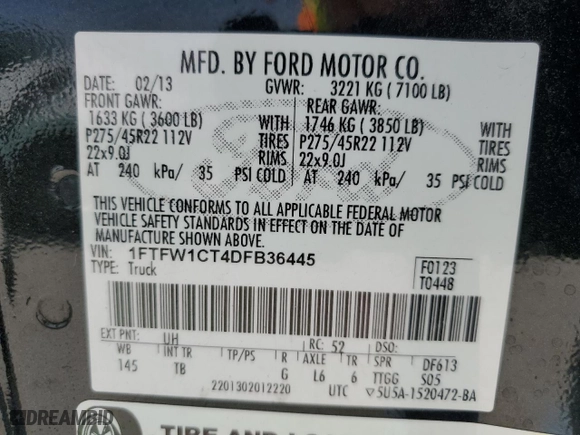 MFD. BY FORD MOTOR CO.
DATE: 02/13 GVWR: 3221 KG (7100 LB)
FRONT GAWR: REAR GAWR:
1633 KG (3600 LB) WITH 1746 KG (3850 LB) WITH
P275/45R22 112V TIRES P275/45R22 112V TIRES
22x9.0J RIMS 22x9.0J RIMS
AT 240 kPa/ 35 PSI COLD AT 240 kPa/ 35 PSI COLD
THIS VEHICLE CONFORMS TO ALL APPLICABLE FEDERAL MOTOR
VEHICLE SAFETY STANDARDS IN EFFECT ON THE DATE OF
MANUFACTURE SHOWN ABOVE.
VIN: 1FTFW1CT4DFB36445 F0123
TYPE: Truck T0448
EXT PNT: UH RC: 52 DSO:
WB INT TR TP/PS R AXLE TR SPR DF613
145 TB G L6 6 TTGG S05
2201302012220 UTC 5U5A-1520472-BA
DREAMBID
TIRE AND